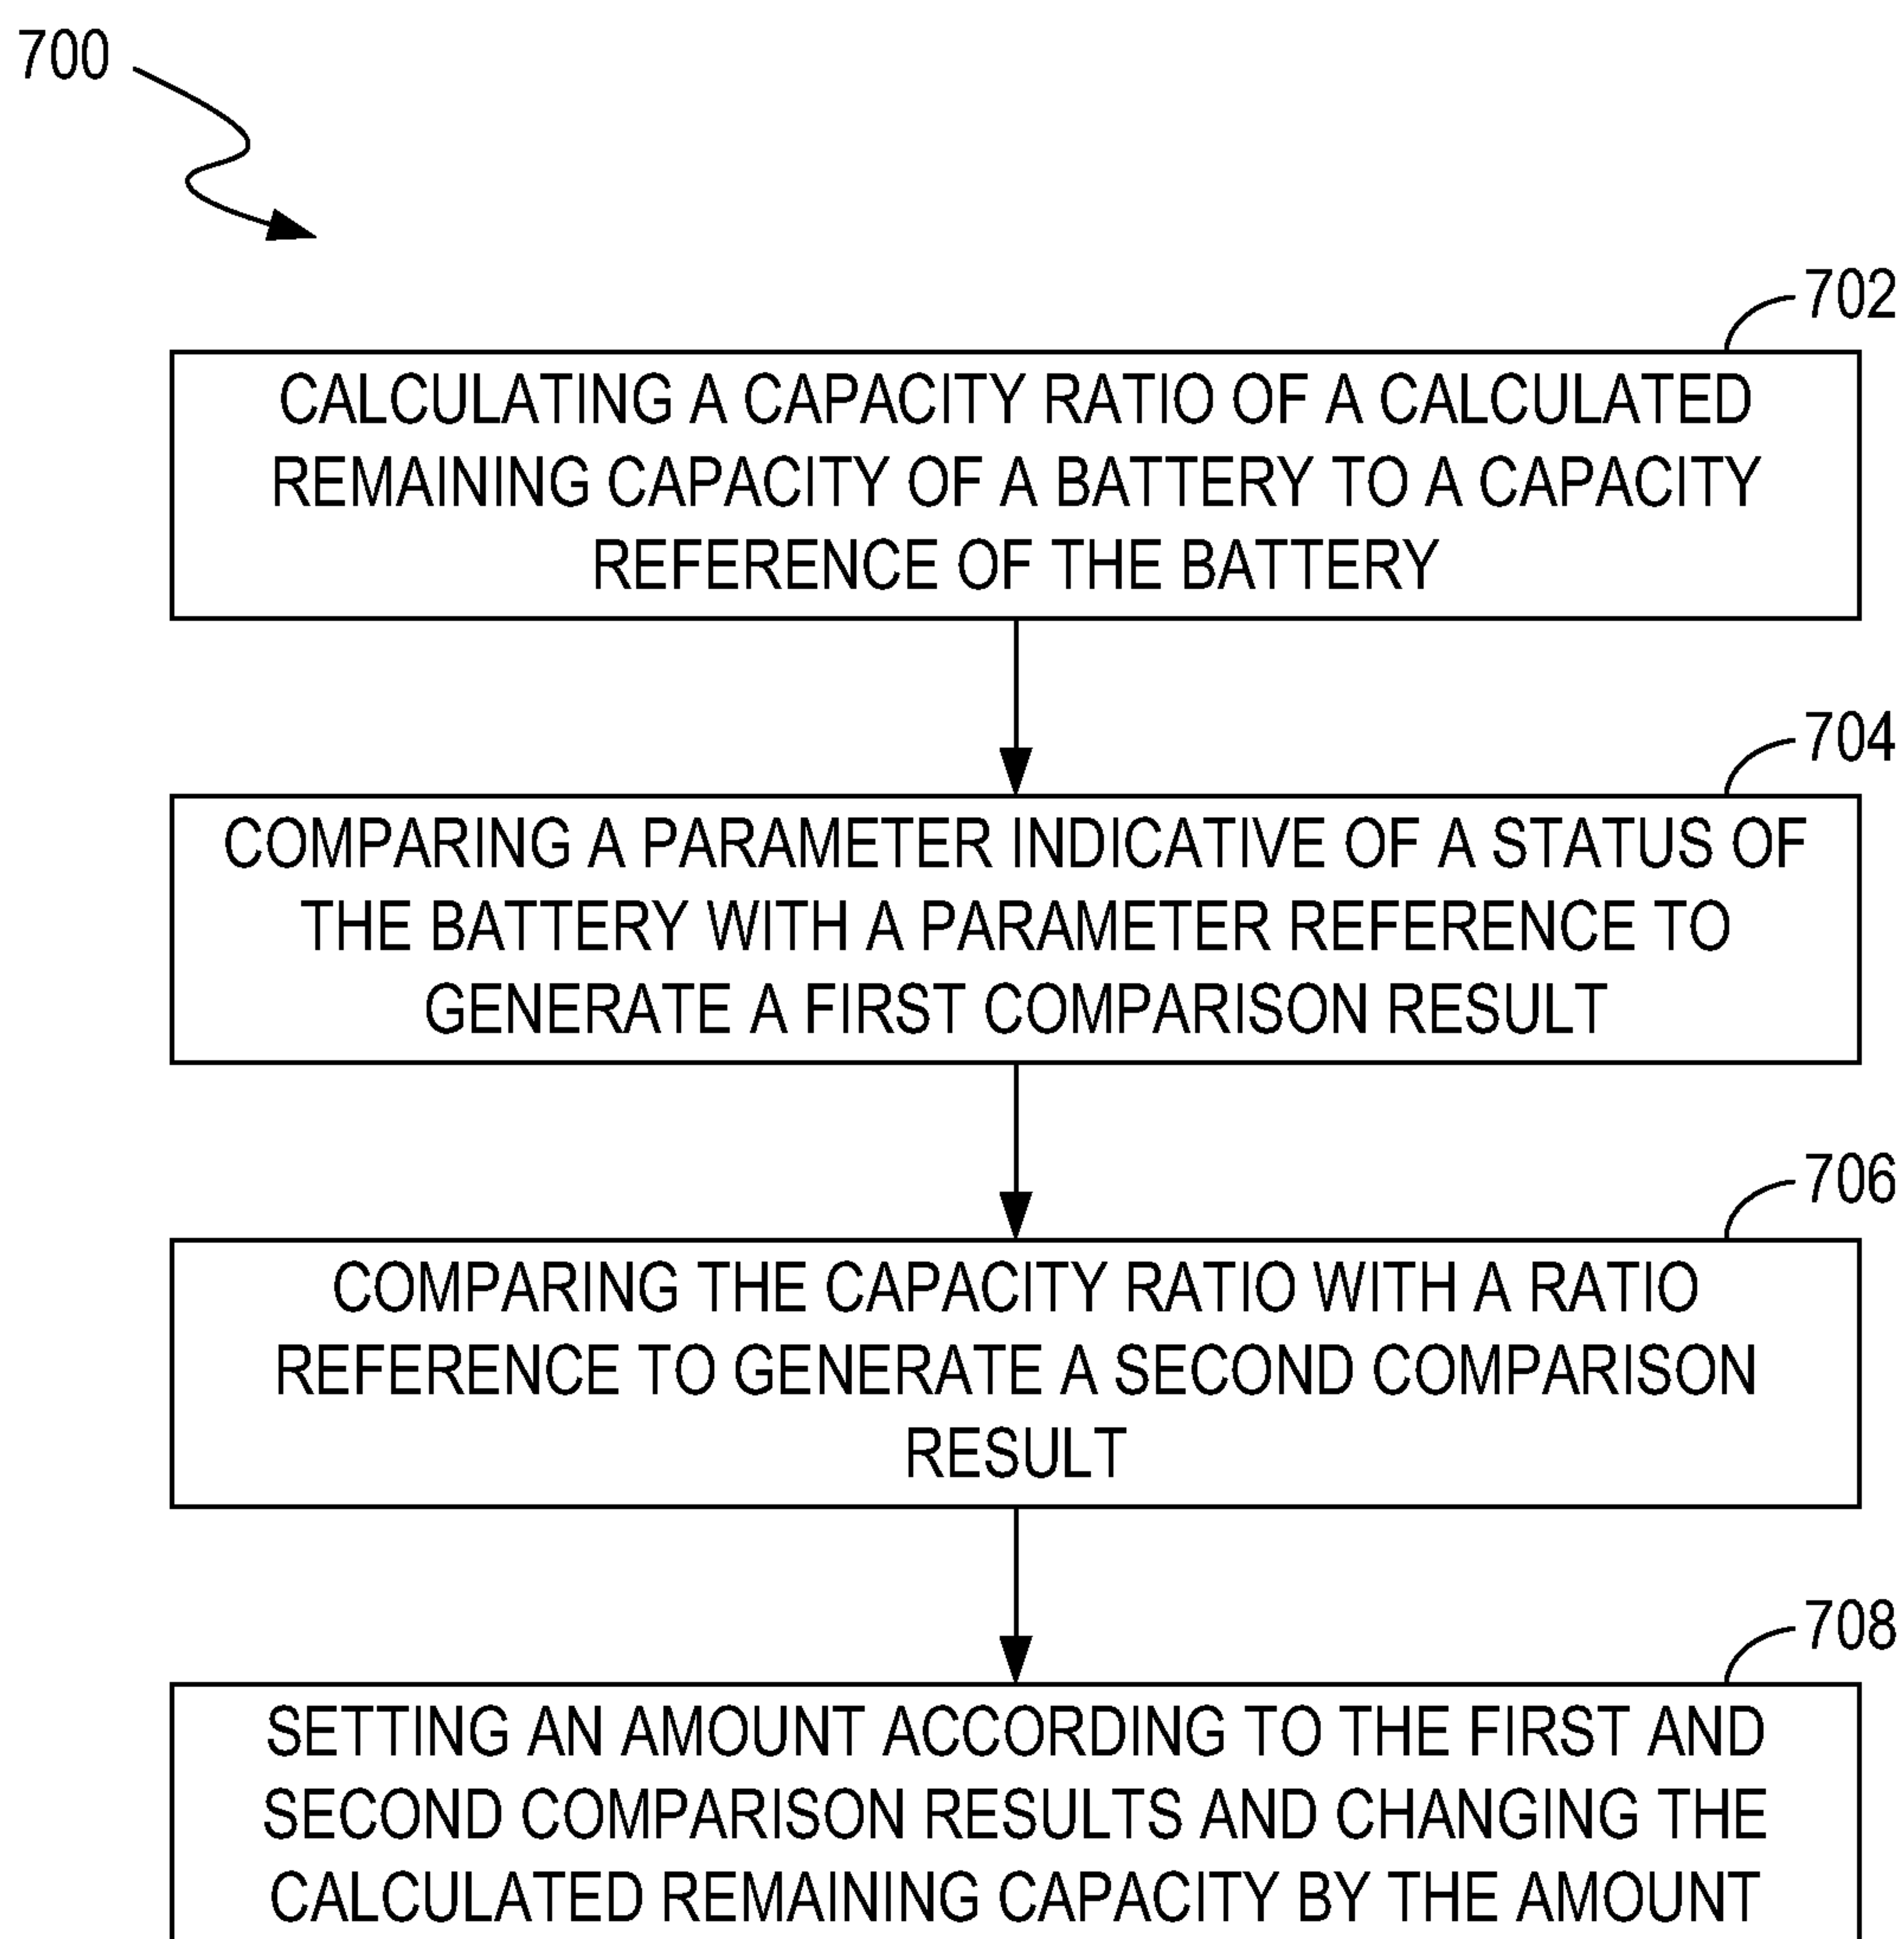 700
702
CALCULATING A CAPACITY RATIO OF A CALCULATED
REMAINING CAPACITY OF A BATTERY TO A CAPACITY
REFERENCE OF THE BATTERY
704
COMPARING A PARAMETER INDICATIVE OF A STATUS OF
THE BATTERY WITH A PARAMETER REFERENCE TO
GENERATE A FIRST COMPARISON RESULT
706
COMPARING THE CAPACITY RATIO WITH A RATIO
REFERENCE TO GENERATE A SECOND COMPARISON
RESULT
708
SETTING AN AMOUNT ACCORDING TO THE FIRST AND
SECOND COMPARISON RESULTS AND CHANGING THE
CALCULATED REMAINING CAPACITY BY THE AMOUNT